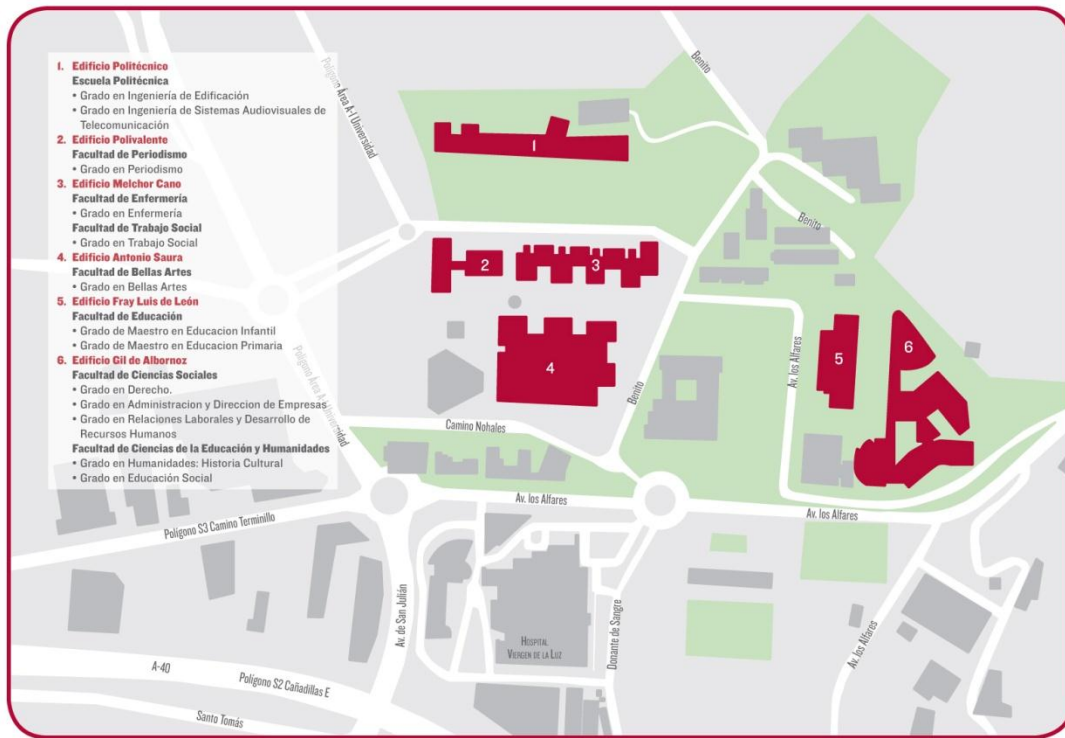 1. Edificio Politécnico
Escuela Politécnica
• Grado en Ingeniería de Edificación
• Grado en Ingeniería de Sistemas Audiovisuales de
Telecomunicación
2. Edificio Polivalente
Facultad de Periodismo
• Grado en Periodismo
3. Edificio Melchor Cano
Facultad de Enfermería
• Grado en Enfermería
Facultad de Trabajo Social
• Grado en Trabajo Social
4. Edificio Antonio Saura
Facultad de Bellas Artes
• Grado en Bellas Artes
5. Edificio Fray Luis de León
Facultad de Educación
• Grado de Maestro en Educacion Infantil
• Grado de Maestro en Educacion Primaria
6. Edificio Gil de Albornoz
Facultad de Ciencias Sociales
• Grado en Derecho.
• Grado en Administracion y Direccion de Empresas
• Grado en Relaciones Laborales y Desarrollo de
Recursos Humanos
Facultad de Ciencias de la Educación y Humanidades
• Grado en Humanidades: Historia Cultural
• Grado en Educación Social
Polígono Área A-1 Universidad
Benito
1
Benito
2
3
4
5
6
Polígono Área A-1 Universidad
Av. los Alfares
Benito
Camino Nohales
Av. los Alfares
Av. los Alfares
Polígono S3 Camino Terminillo
Av. de San Julián
Hospital
Viergen de la Luz
Donante de Sangre
Av. los Alfares
A-40
Polígono S2 Cañadillas E
Santo Tomás